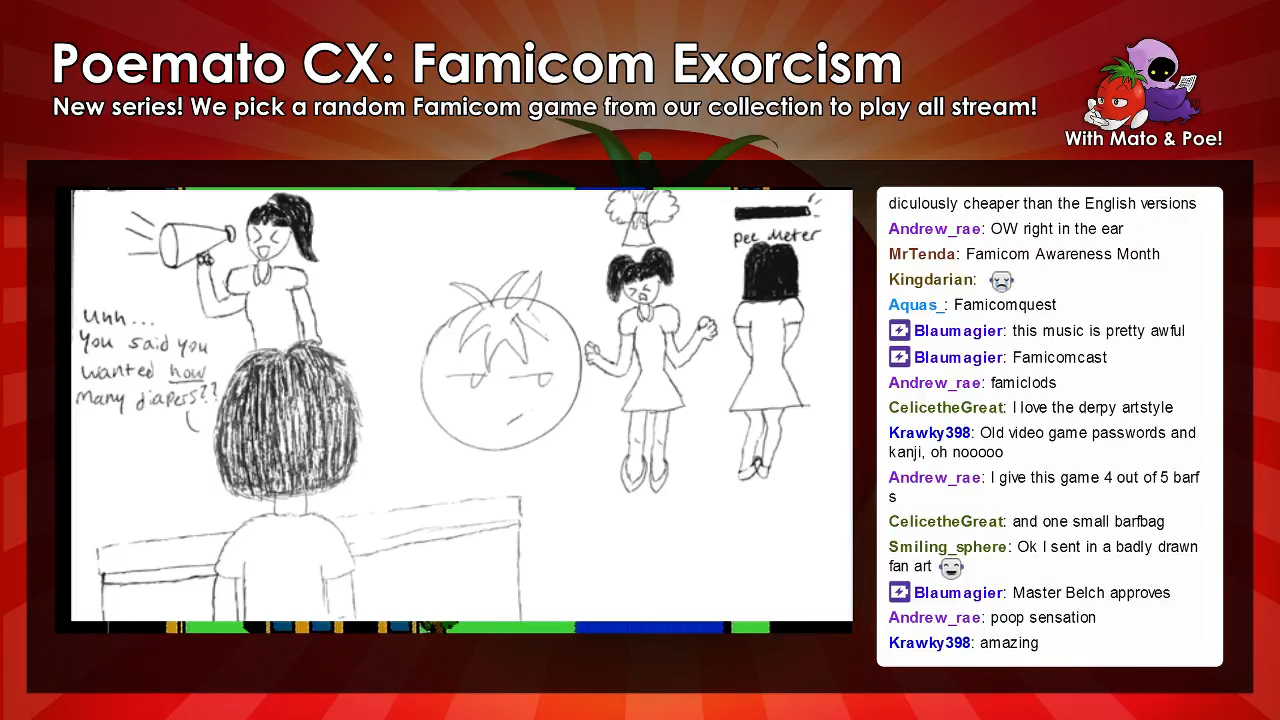 Poemato CX: Famicom Exorcism
New series! We pick a random Famicom game from our collection to play all stream!
With Mato & Poe!
pee meter
Unh...
You said you
wanted how
many diapers??
diculously cheaper than the English versions
Andrew_rae: OW right in the ear
MrTenda: Famicom Awareness Month
Kingdarian:
Aquas_: Famicomquest
Blaumagier: this music is pretty awful
Blaumagier: Famicomcast
Andrew_rae: famiclods
CelicetheGreat: I love the derpy artstyle
Krawky398: Old video game passwords and
kanji, oh nooooo
Andrew_rae: I give this game 4 out of 5 barf
s
CelicetheGreat: and one small barfbag
Smiling_sphere: Ok I sent in a badly drawn
fan art
Blaumagier: Master Belch approves
Andrew_rae: poop sensation
Krawky398: amazing